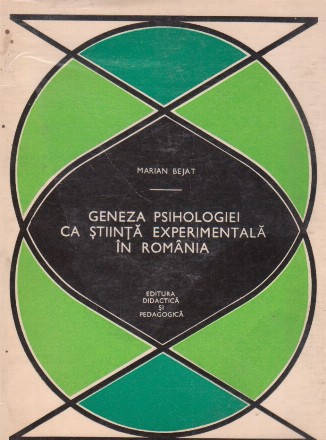 MARIAN BEJAT
GENEZA PSIHOLOGIEI
CA ȘTIINȚĂ EXPERIMENTALĂ
ÎN ROMÂNIA
EDITURA
DIDACTICĂ
ȘI
PEDAGOGICĂ